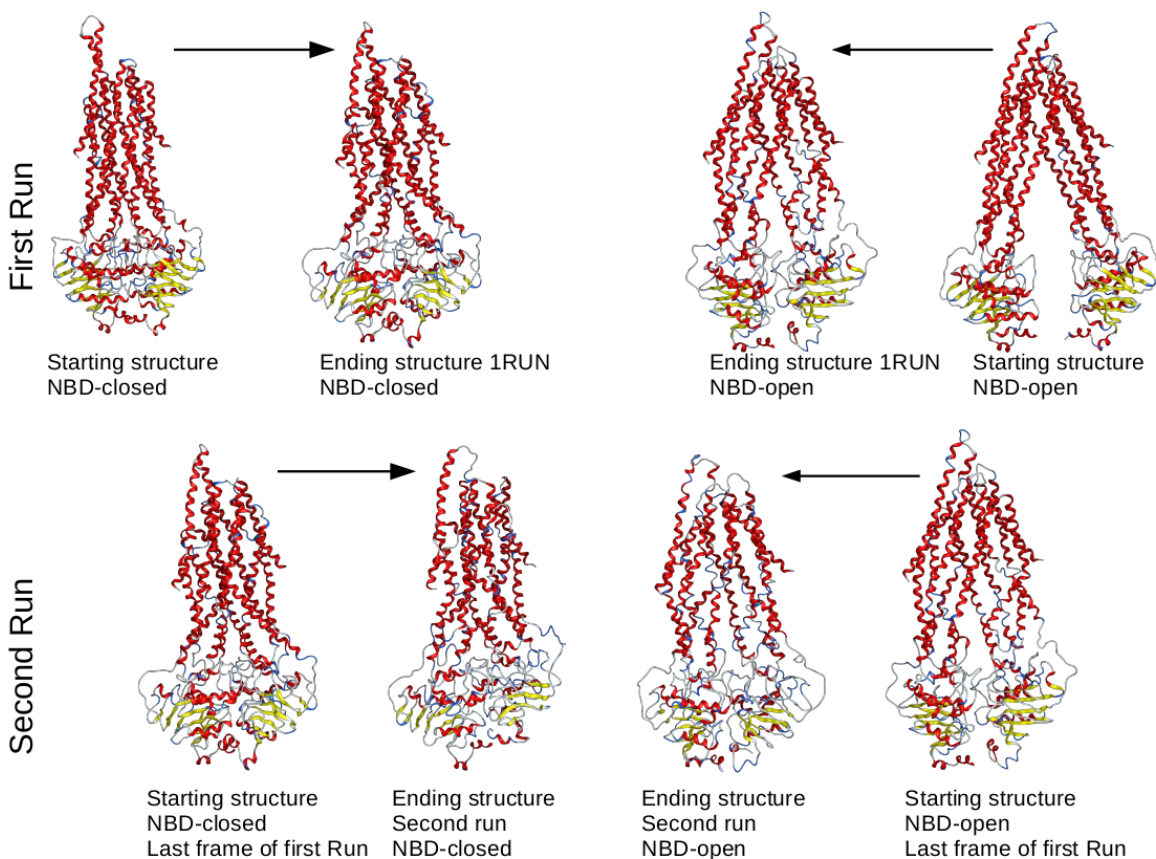 First Run
Starting structure
NBD-closed
Ending structure 1RUN
NBD-closed
Ending structure 1RUN
NBD-open
Starting structure
NBD-open
Second Run
Starting structure
NBD-closed
Last frame of first Run
Ending structure
Second run
NBD-closed
Ending structure
Second run
NBD-open
Starting structure
NBD-open
Last frame of first Run